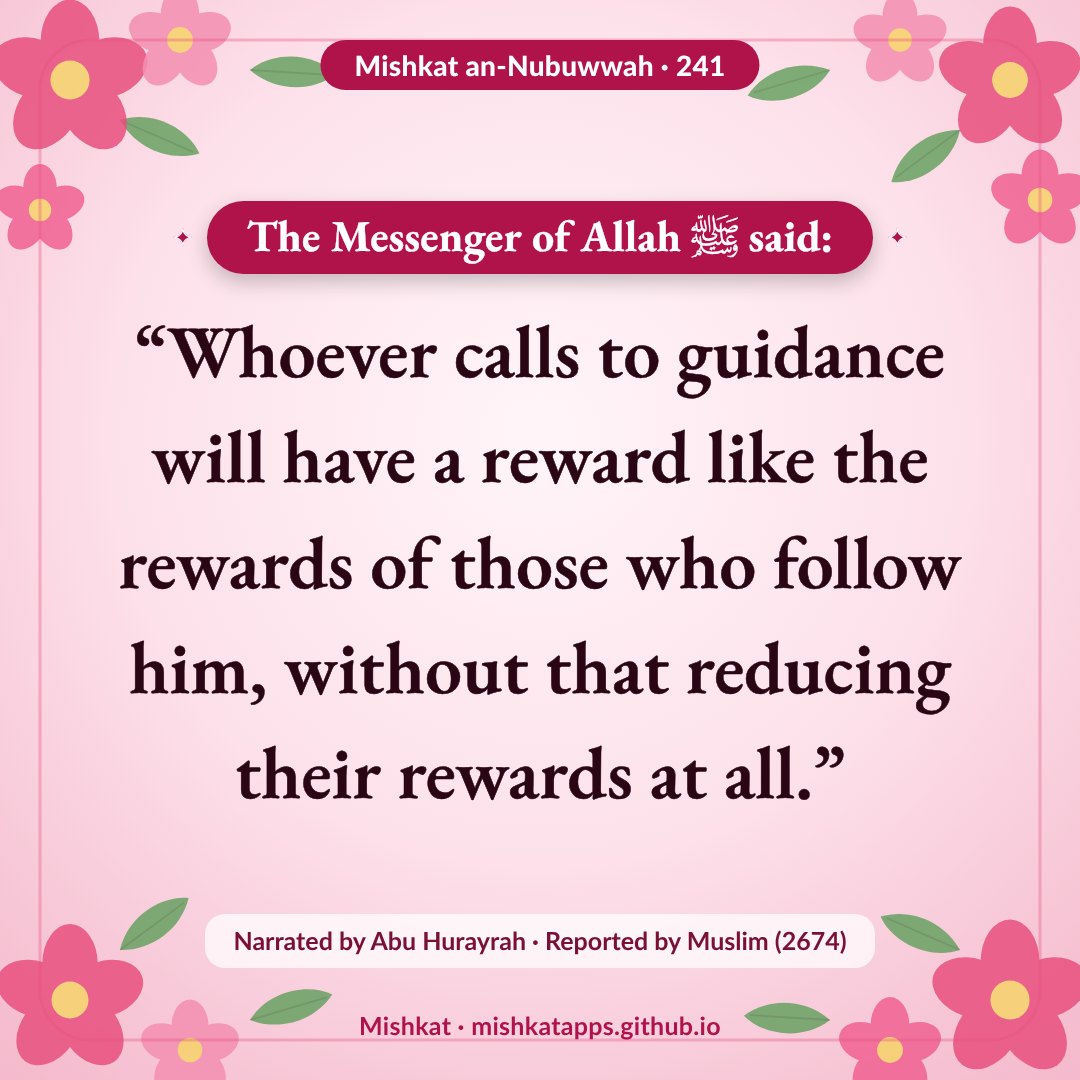 Mishkat an-Nubuwwah · 241
The Messenger of Allah ﷺ said:
“Whoever calls to guidance
will have a reward like the
rewards of those who follow
him, without that reducing
their rewards at all.”
Narrated by Abu Hurayrah · Reported by Muslim (2674)
Mishkat · mishkatapps.github.io